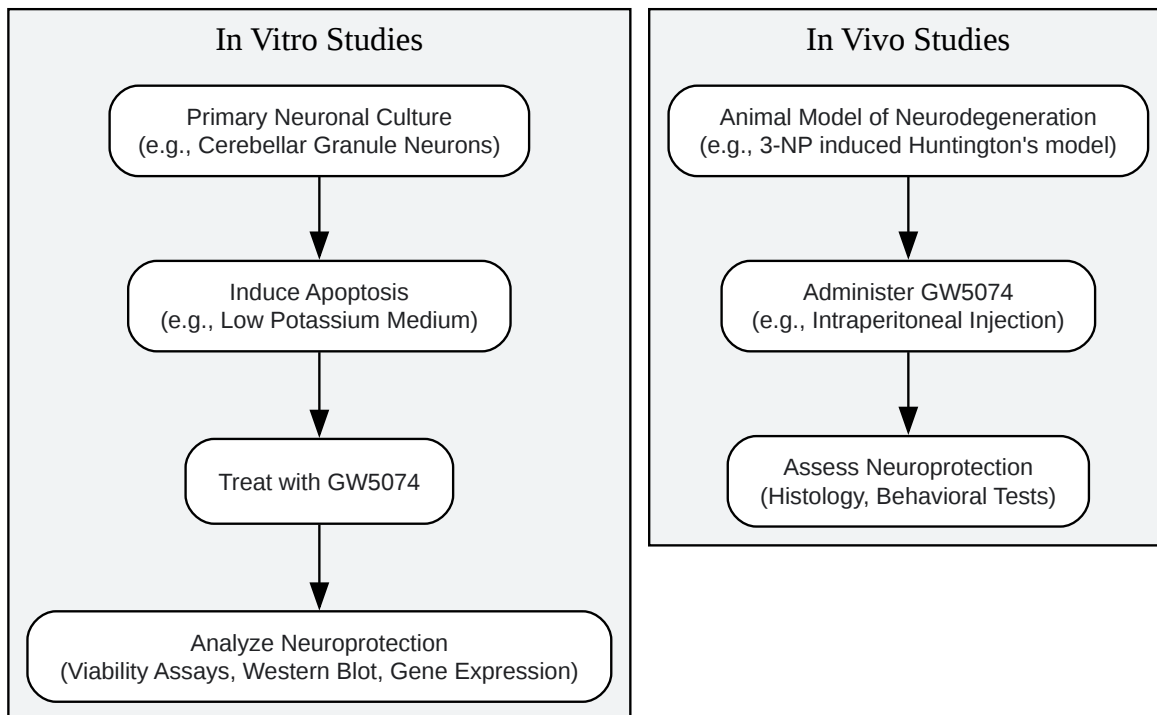 In Vitro Studies
Primary Neuronal Culture
(e.g., Cerebellar Granule Neurons)
Induce Apoptosis
(e.g., Low Potassium Medium)
Treat with GW5074
Analyze Neuroprotection
(Viability Assays, Western Blot, Gene Expression)
In Vivo Studies
Animal Model of Neurodegeneration
(e.g., 3-NP induced Huntington's model)
Administer GW5074
(e.g., Intraperitoneal Injection)
Assess Neuroprotection
(Histology, Behavioral Tests)